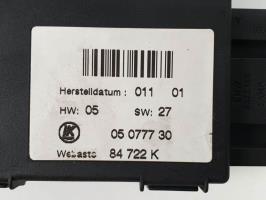 Herstelldatum : 011 01
HW: 05 SW: 27
05 0777 30
Webasto 84 722 K